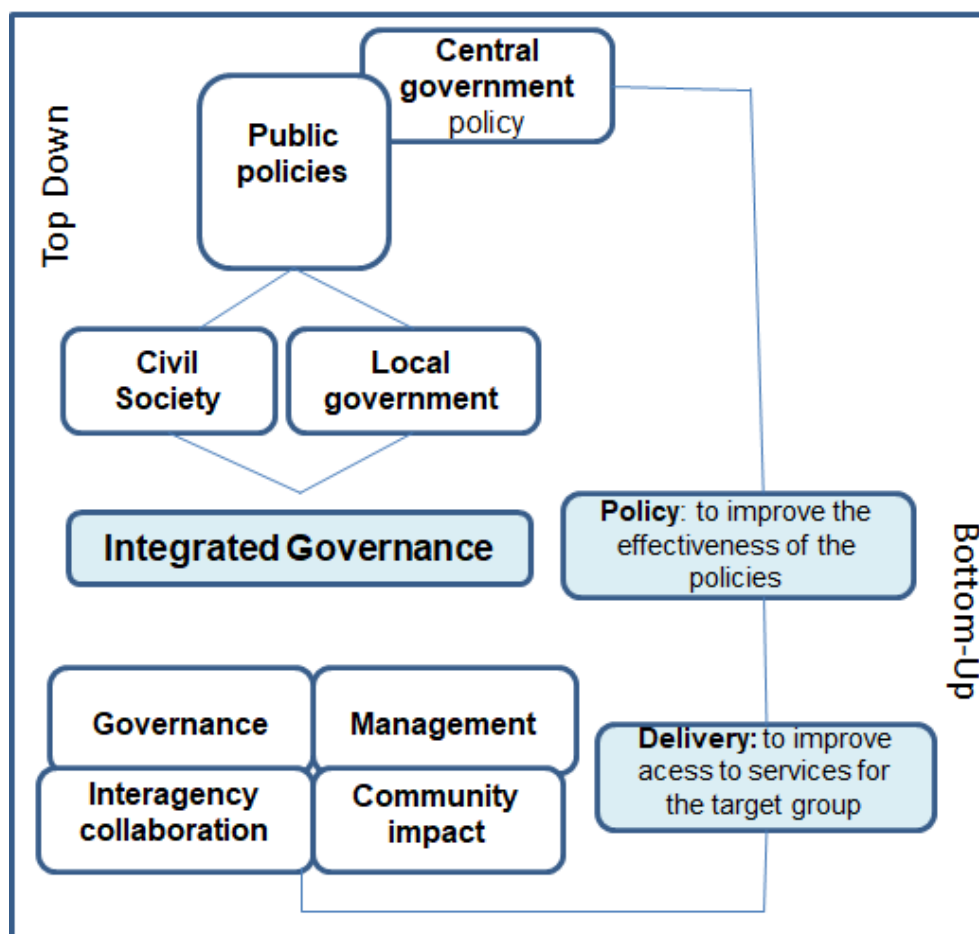 Top Down
Central
government
policy
Public
policies
Civil
Society
Local
government
Integrated Governance
Policy: to improve the
effectiveness of the
policies
Bottom-Up
Governance
Management
Interagency
collaboration
Community
impact
Delivery: to improve
acess to services for
the target group